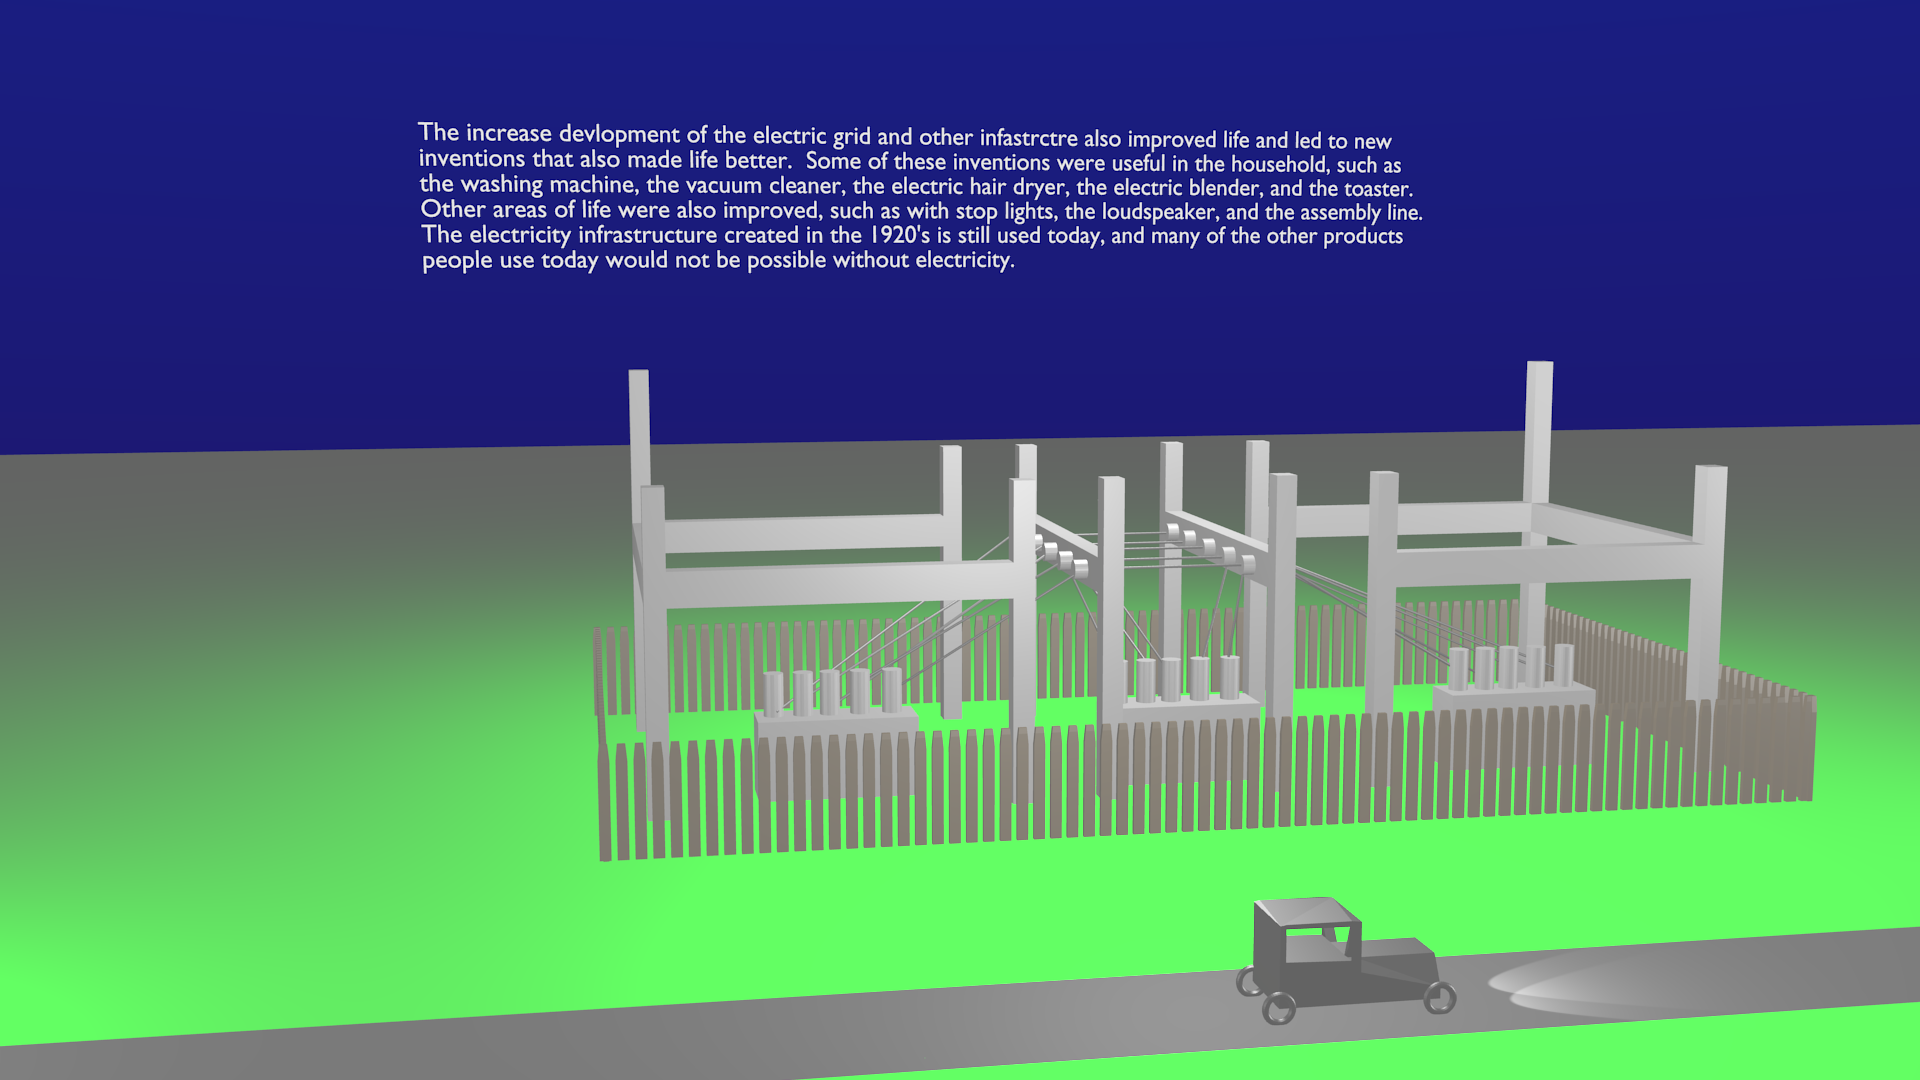 The increase devlopment of the electric grid and other infastrctre also improved life and led to new
inventions that also made life better.  Some of these inventions were useful in the household, such as
the washing machine, the vacuum cleaner, the electric hair dryer, the electric blender, and the toaster.
Other areas of life were also improved, such as with stop lights, the loudspeaker, and the assembly line.
The electricity infrastructure created in the 1920's is still used today, and many of the other products
people use today would not be possible without electricity.